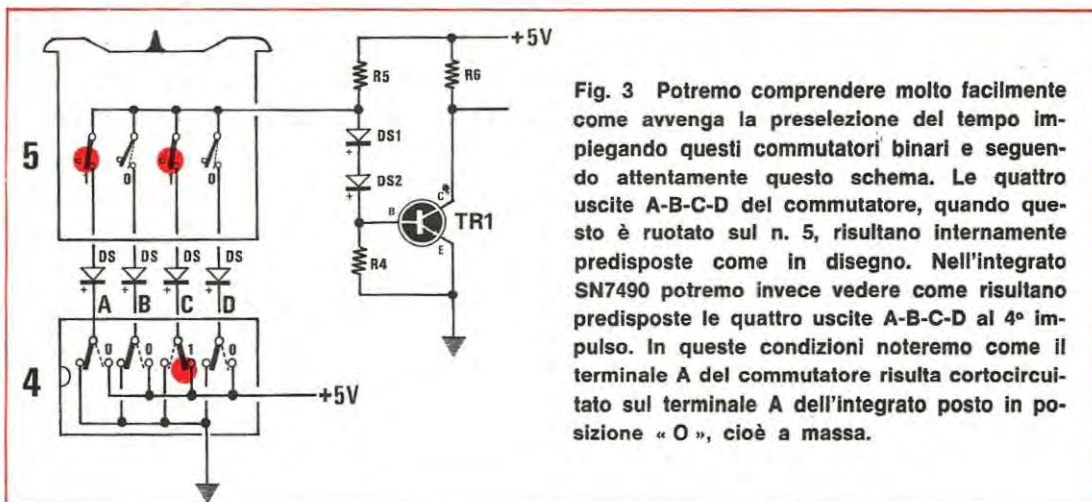 +5V
R5
R6
DS1
DS2
C
B
TR1
E
R4
5
1
0
1
0
DS
DS
DS
DS
A
B
C
D
4
0
0
1
0
+5V
Fig. 3 Potremo comprendere molto facilmente
come avvenga la preselezione del tempo im-
piegando questi commutatori binari e seguen-
do attentamente questo schema. Le quattro
uscite A-B-C-D del commutatore, quando que-
sto è ruotato sul n. 5, risultano internamente
predisposte come in disegno. Nell'integrato
SN7490 potremo invece vedere come risultano
predisposte le quattro uscite A-B-C-D al 4º im-
pulso. In queste condizioni noteremo come il
terminale A del commutatore risulta cortocircui-
tato sul terminale A dell'integrato posto in po-
sizione « O », cioè a massa.